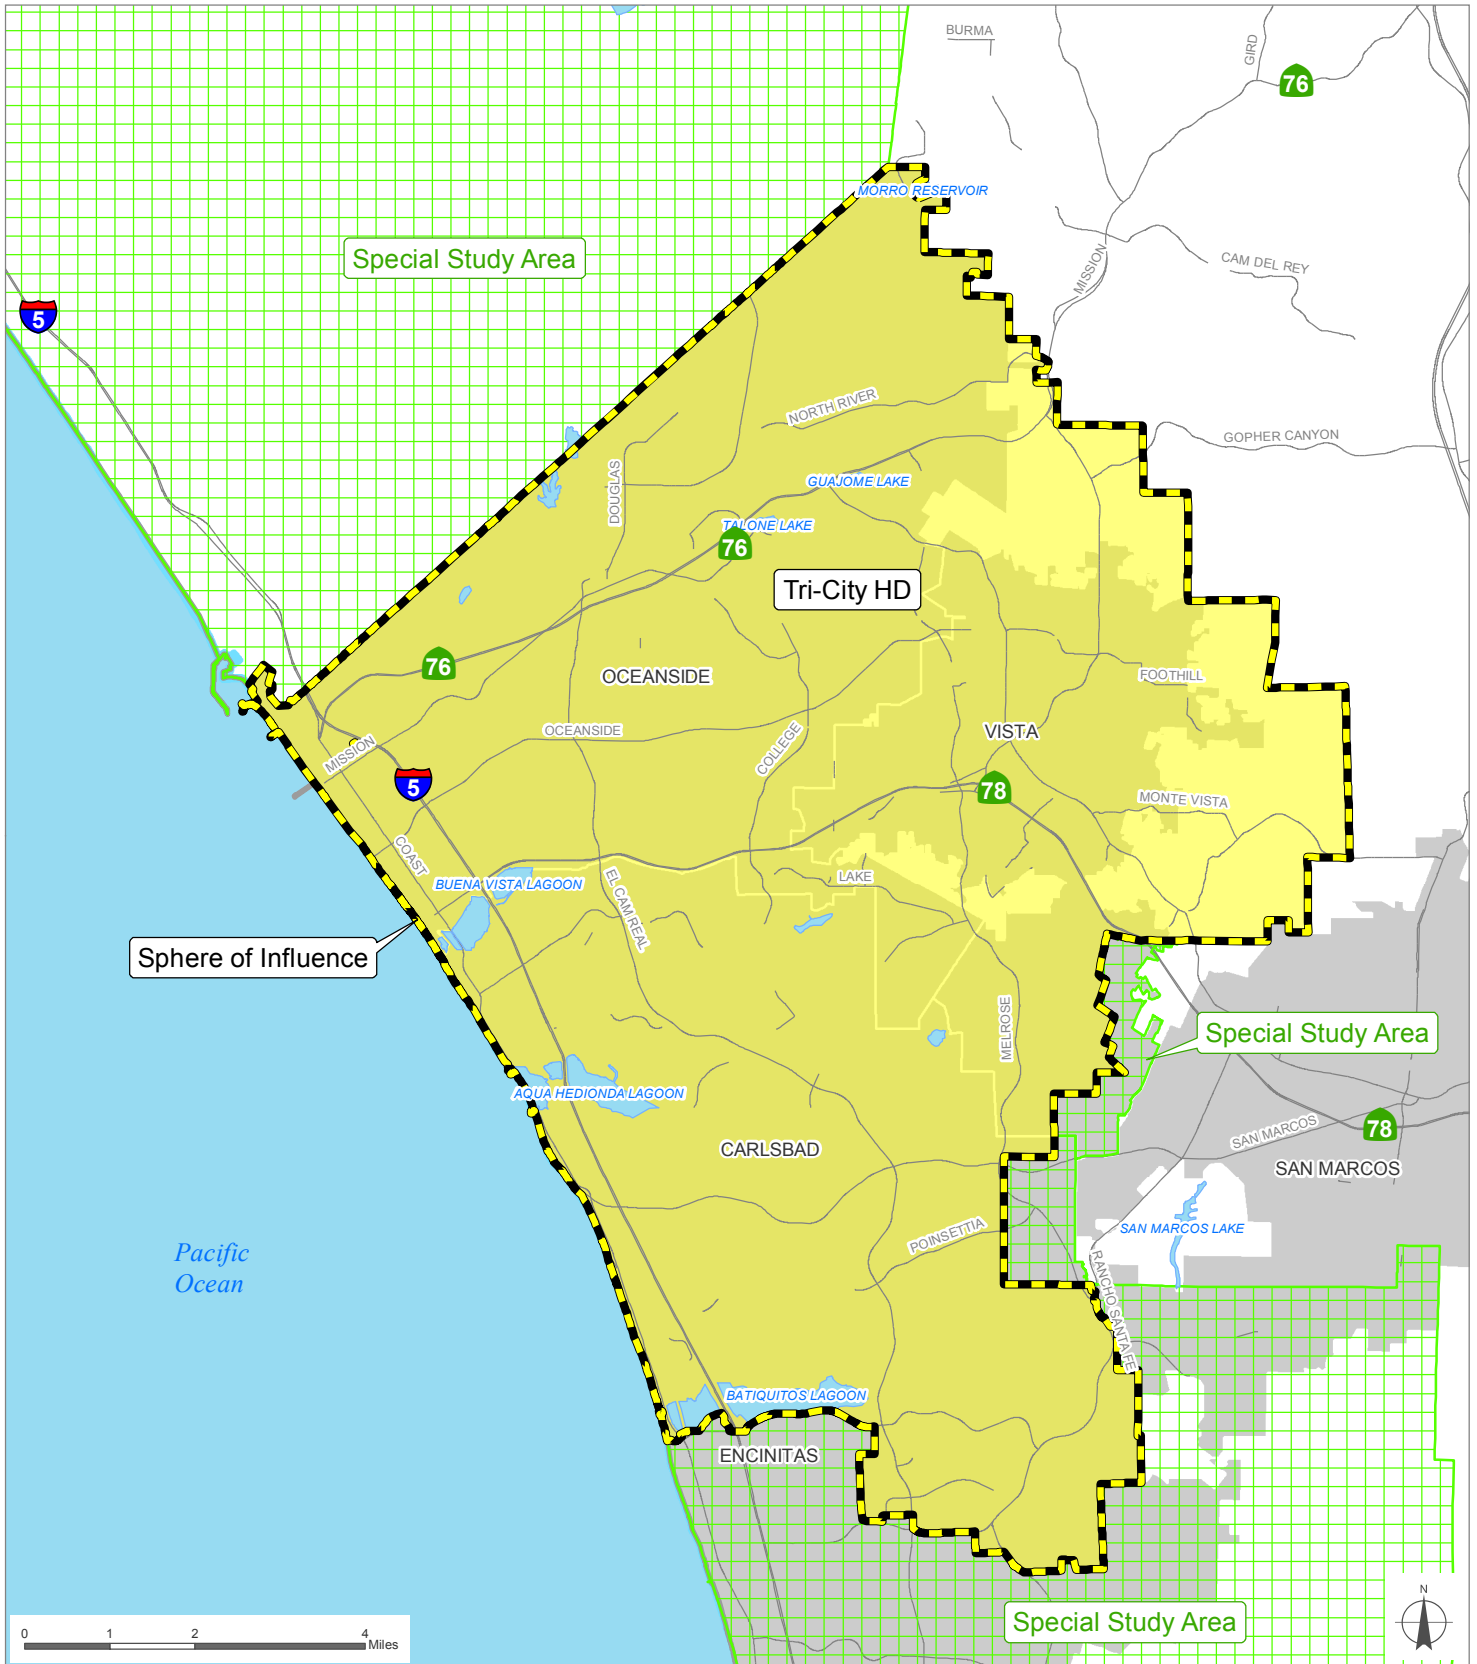 BURMA
GIRD
76
MORRO RESERVOIR
Special Study Area
MISSION
CAM DEL REY
5
NORTH RIVER
GOPHER CANYON
DOUGLAS
GUAJOME LAKE
TALONE LAKE
76
Tri-City HD
76
OCEANSIDE
FOOTHILL
OCEANSIDE
VISTA
MISSION
COLLEGE
5
78
MONTE VISTA
COAST
BUENA VISTA LAGOON
LAKE
EL CAM REAL
Sphere of Influence
MELROSE
Special Study Area
AQUA HEDIONDA LAGOON
CARLSBAD
SAN MARCOS
78
SAN MARCOS
POINSETTIA
SAN MARCOS LAKE
Pacific
Ocean
RANCHO SANTA FE
BATIQUITOS LAGOON
ENCINITAS
Special Study Area
N
0 1 2 4
Miles